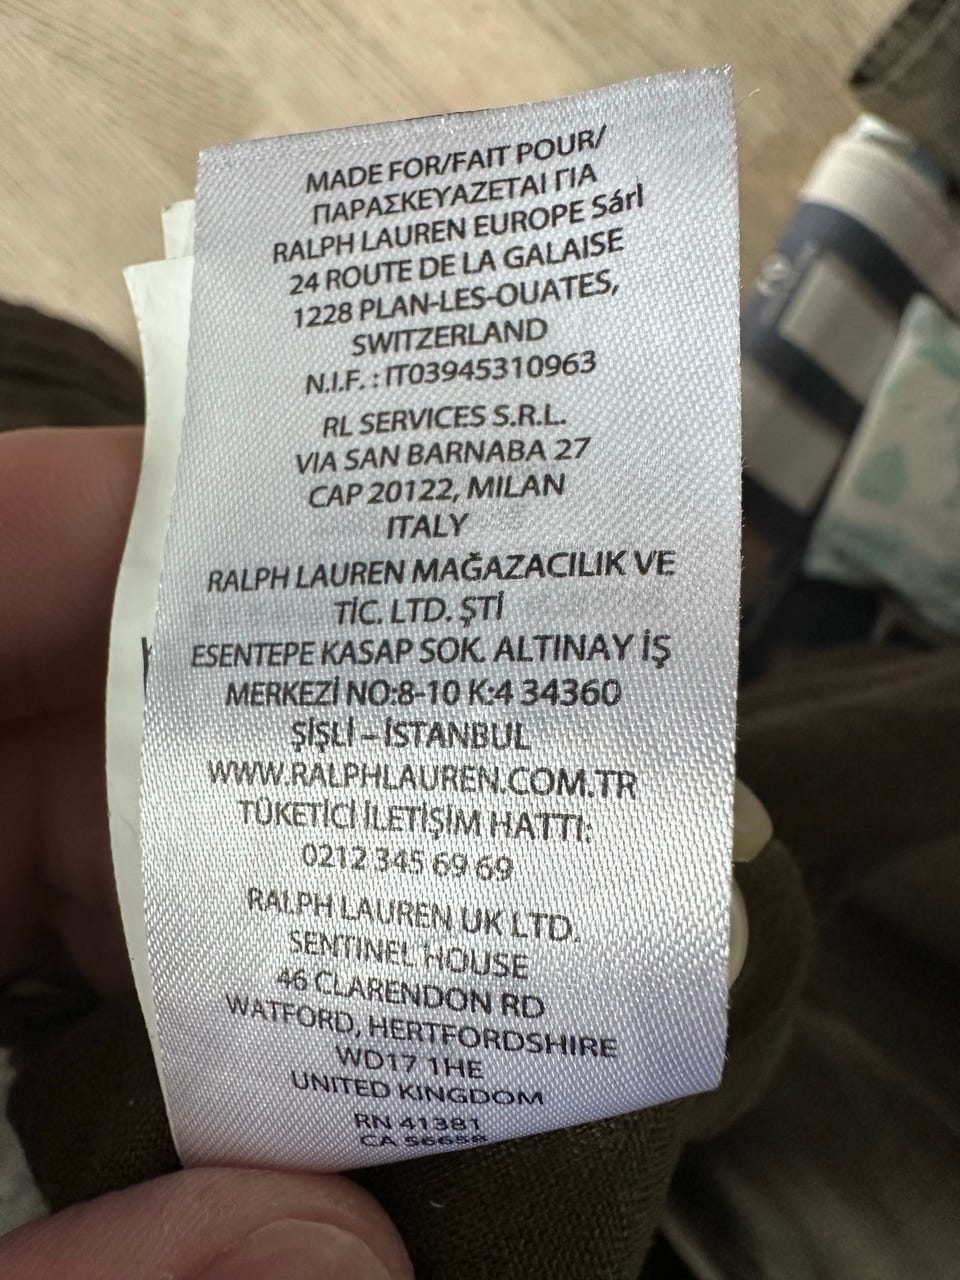 MADE FOR/FAIT POUR/
ΠΑΡΑΣΚΕΥΑΖΕΤΑΙ ΓΙΑ
RALPH LAUREN EUROPE Sárl
24 ROUTE DE LA GALAISE
1228 PLAN-LES-OUATES,
SWITZERLAND
N.I.F. : IT03945310963
RL SERVICES S.R.L.
VIA SAN BARNABA 27
CAP 20122, MILAN
ITALY
RALPH LAUREN MAĞAZACILIK VE
TİC. LTD. ŞTİ
ESENTEPE KASAP SOK. ALTINAY İŞ
MERKEZİ NO:8-10 K:4 34360
ŞİŞLİ – İSTANBUL
WWW.RALPHLAUREN.COM.TR
TÜKETİCİ İLETİŞİM HATTI:
0212 345 69 69
RALPH LAUREN UK LTD.
SENTINEL HOUSE
46 CLARENDON RD
WATFORD, HERTFORDSHIRE
WD17 1HE
UNITED KINGDOM
RN 41381
CA 56658